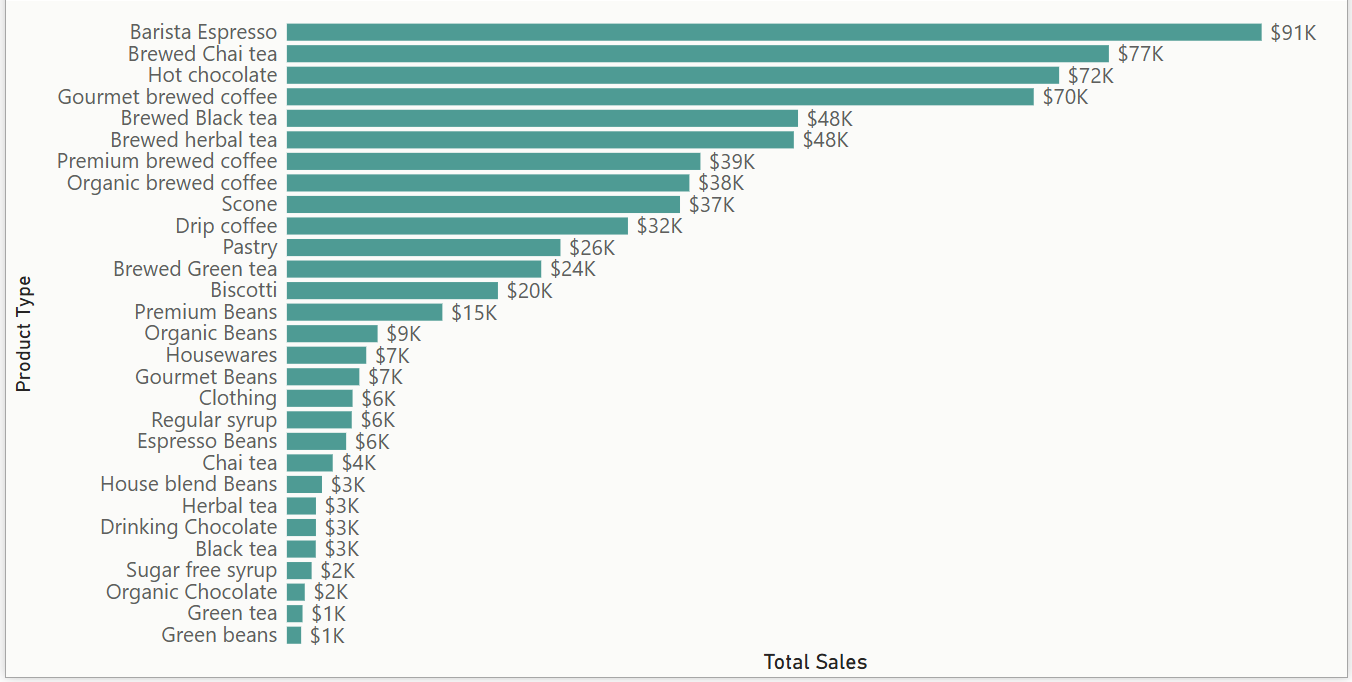 Barista Espresso $91K
Brewed Chai tea $77K
Hot chocolate $72K
Gourmet brewed coffee $70K
Brewed Black tea $48K
Brewed herbal tea $48K
Premium brewed coffee $39K
Organic brewed coffee $38K
Scone $37K
Drip coffee $32K
Pastry $26K
Brewed Green tea $24K
Biscotti $20K
Premium Beans $15K
Organic Beans $9K
Housewares $7K
Gourmet Beans $7K
Clothing $6K
Regular syrup $6K
Espresso Beans $6K
Chai tea $4K
House blend Beans $3K
Herbal tea $3K
Drinking Chocolate $3K
Black tea $3K
Sugar free syrup $2K
Organic Chocolate $2K
Green tea $1K
Green beans $1K
Product Type
Total Sales